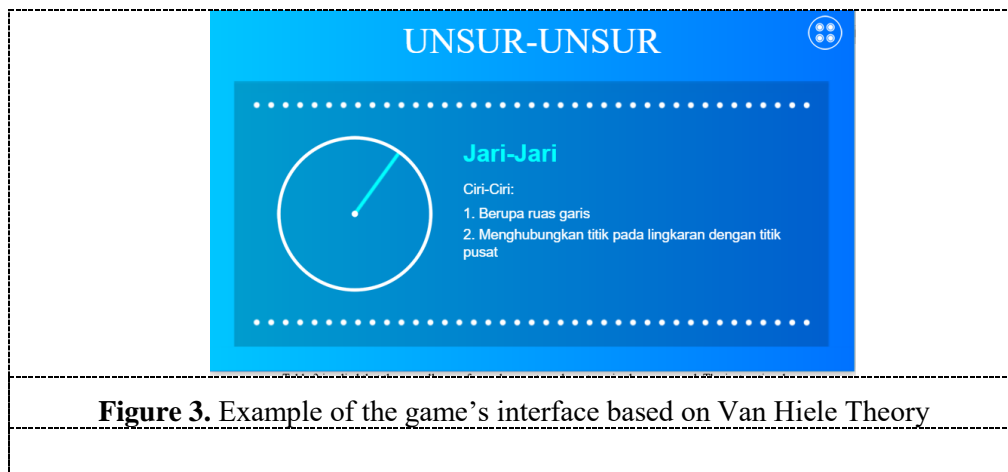 UNSUR-UNSUR
Jari-Jari
Ciri-Ciri:
1. Berupa ruas garis
2. Menghubungkan titik pada lingkaran dengan titik
pusat
Figure 3. Example of the game's interface based on Van Hiele Theory